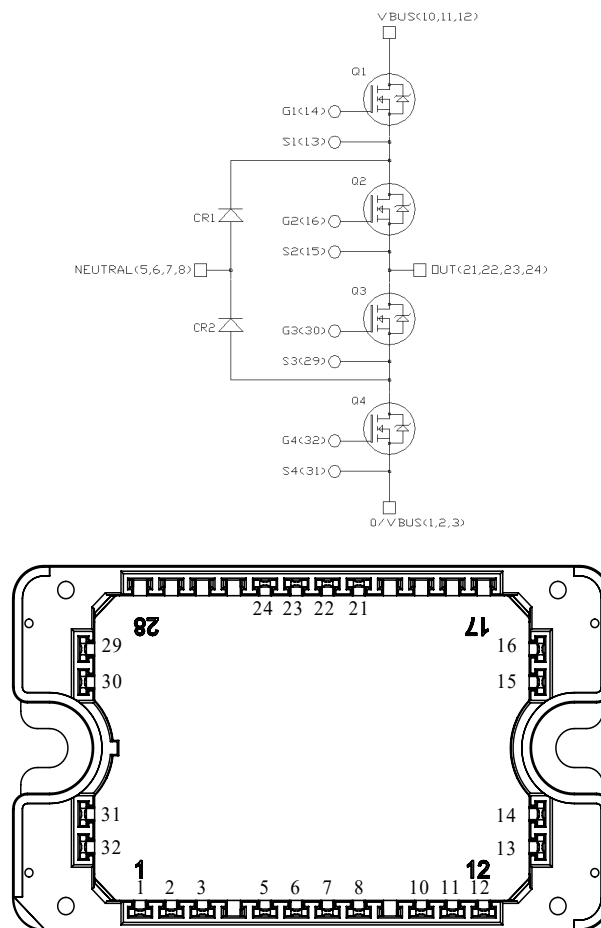 VBUS(10,11,12)
Q1
G1(14)
S1(13)
Q2
CR1
G2(16)
S2(15)
NEUTRAL(5,6,7,8)
OUT(21,22,23,24)
Q3
CR2
G3(30)
S3(29)
Q4
G4(32)
S4(31)
0/VBUS(1,2,3)
24 23 22 21
28 17
29 16
30 15
31 14
32 13
1 12
1 2 3 5 6 7 8 10 11 12